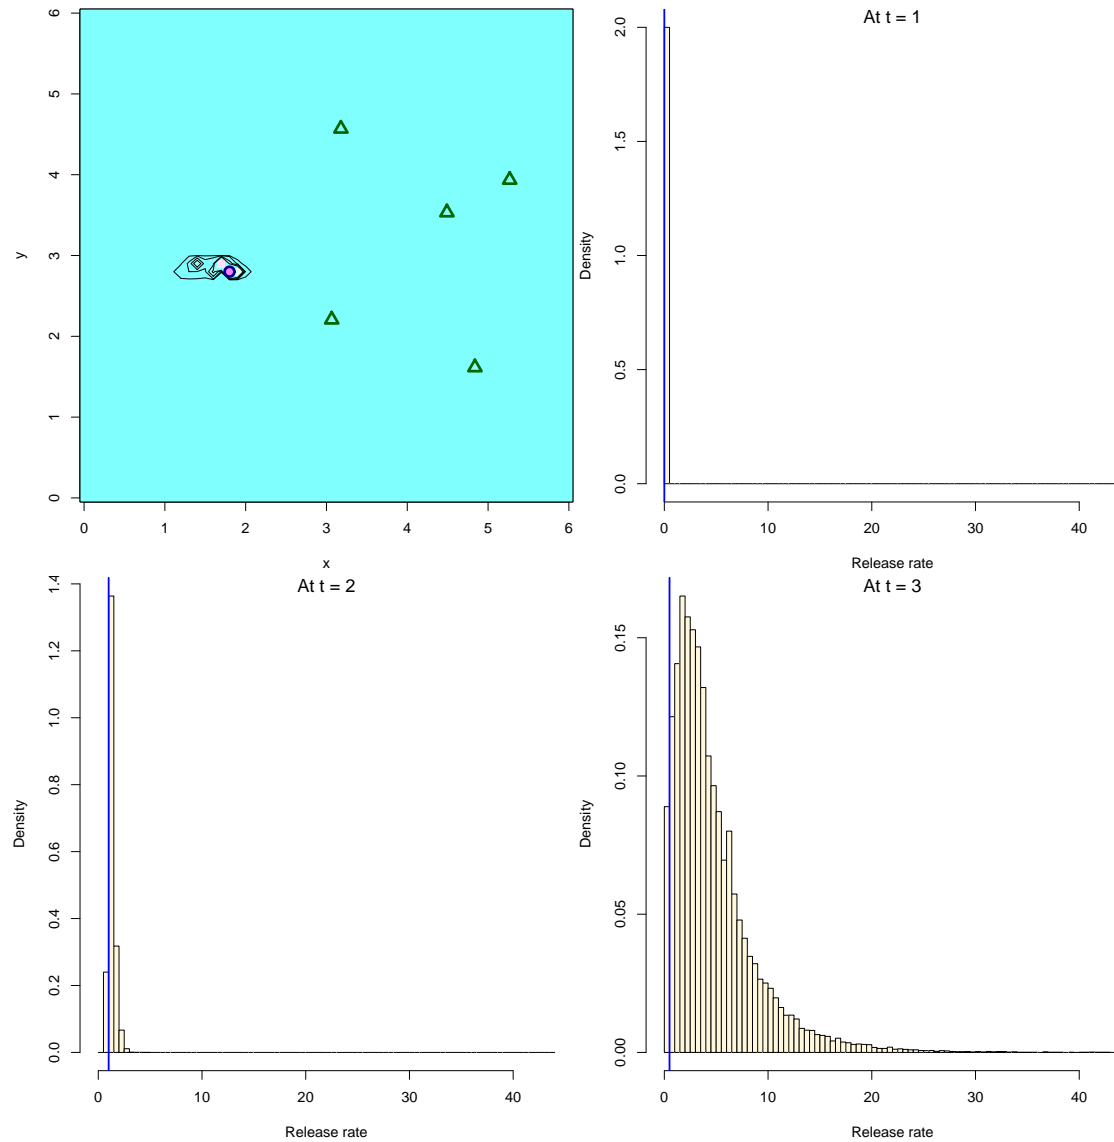 6
5
4
3
2
1
0
y
0 1 2 3 4 5 6
x
At t = 1
2.0
1.5
1.0
0.5
0.0
Density
0 10 20 30 40
Release rate
At t = 2
1.4
1.2
1.0
0.8
0.6
0.4
0.2
0.0
Density
0 10 20 30 40
Release rate
At t = 3
0.15
0.10
0.05
0.00
Density
0 10 20 30 40
Release rate